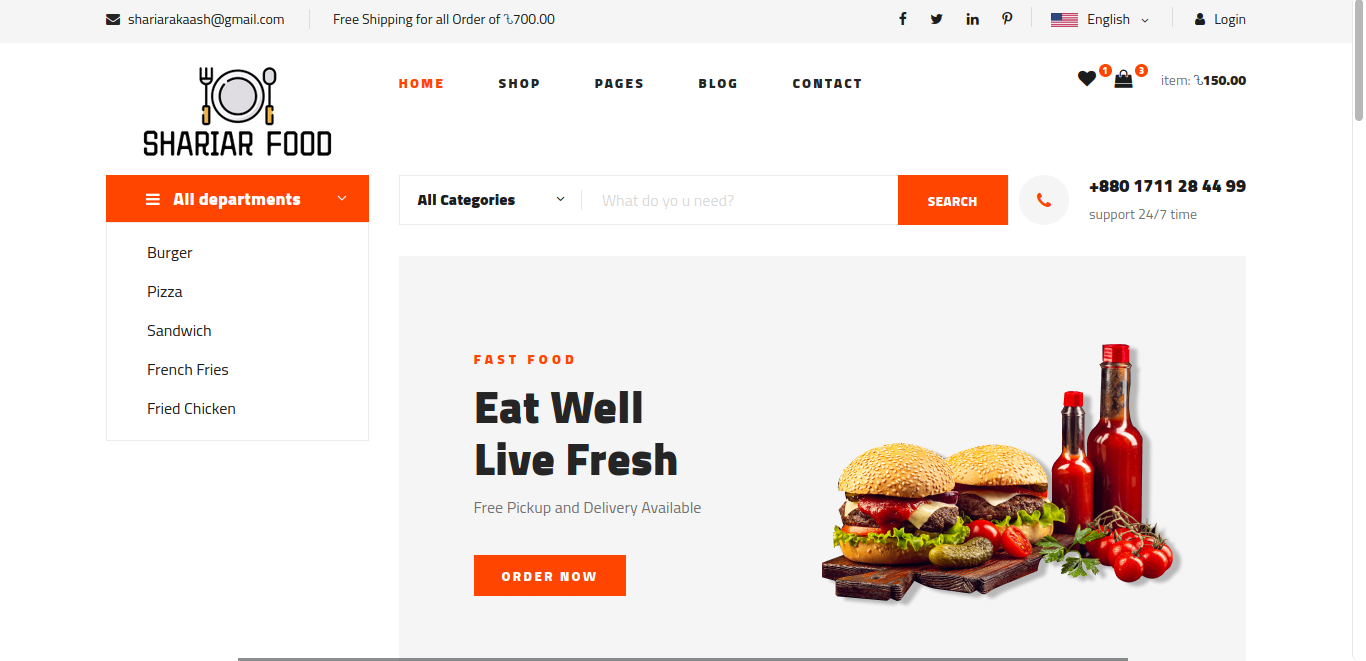 shariarakaash@gmail.com
Free Shipping for all Order of ৳700.00
English
Login
SHARIAR FOOD
HOME
SHOP
PAGES
BLOG
CONTACT
1
3
item: ৳150.00
All departments
All Categories
What do yo u need?
SEARCH
+880 1711 28 44 99
support 24/7 time
Burger
Pizza
Sandwich
French Fries
Fried Chicken
FAST FOOD
Eat Well
Live Fresh
Free Pickup and Delivery Available
ORDER NOW